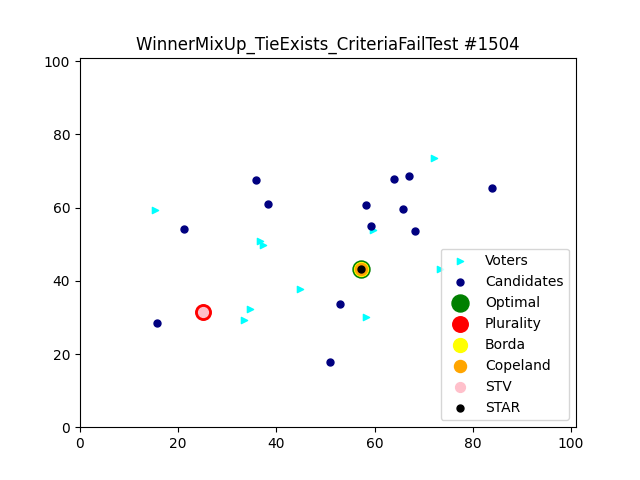 WinnerMixUp_TieExists_CriteriaFailTest #1504
100
80
60
40
20
0
0 20 40 60 80 100
Voters
Candidates
Optimal
Plurality
Borda
Copeland
STV
STAR